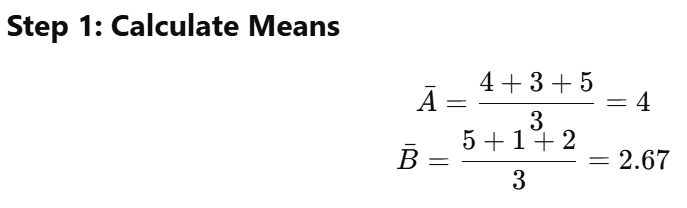 Step 1: Calculate Means
Ā = (4 + 3 + 5) / 3 = 4
B̄ = (5 + 1 + 2) / 3 = 2.67